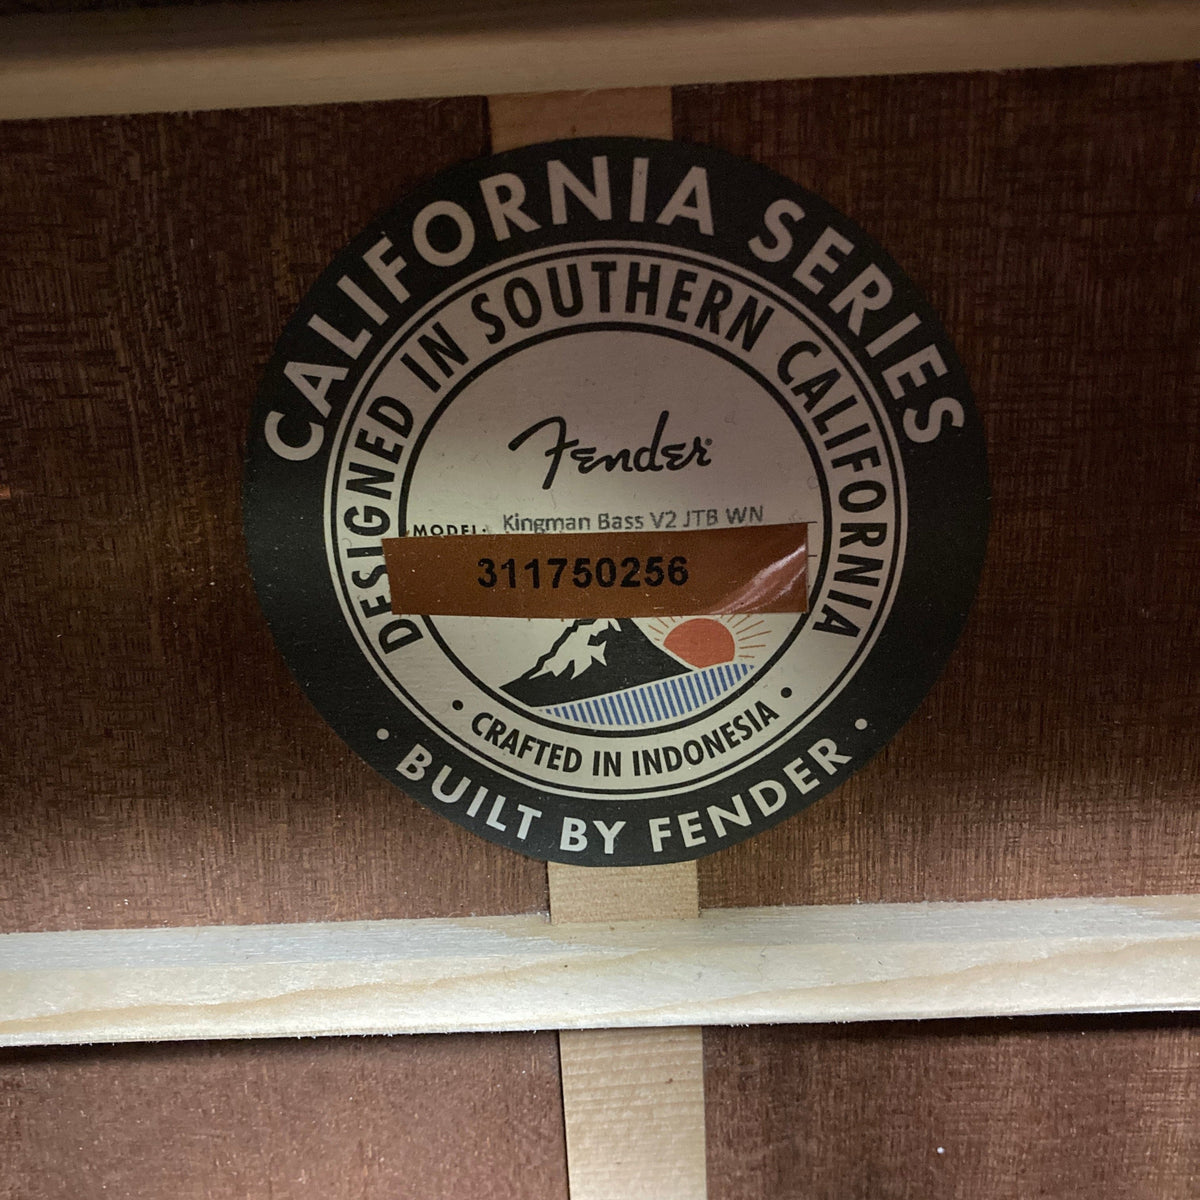 CALIFORNIA SERIES
DESIGNED IN SOUTHERN CALIFORNIA
Fender
MODEL: Kingman Bass V2 JTB WN
311750256
• CRAFTED IN INDONESIA •
• BUILT BY FENDER •